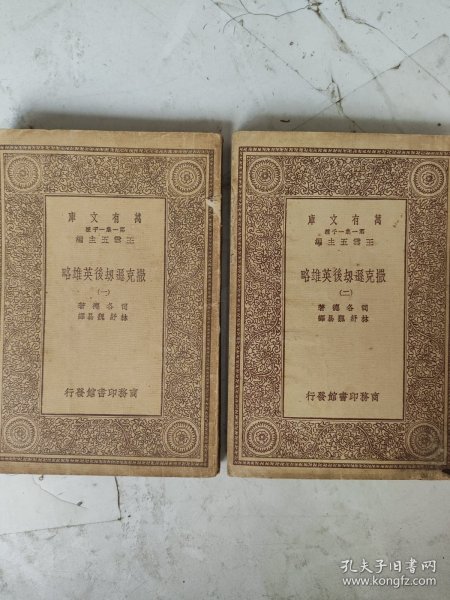 萬有文庫
第一集一千種
王雲五主編
撒克遜劫後英雄略
(一)
司各德著
林紓魏易譯
商務印書館發行
萬有文庫
第一集一千種
王雲五主編
撒克遜劫後英雄略
(二)
司各德著
林紓魏易譯
商務印書館發行
孔夫子旧书网
www.kongfz.com